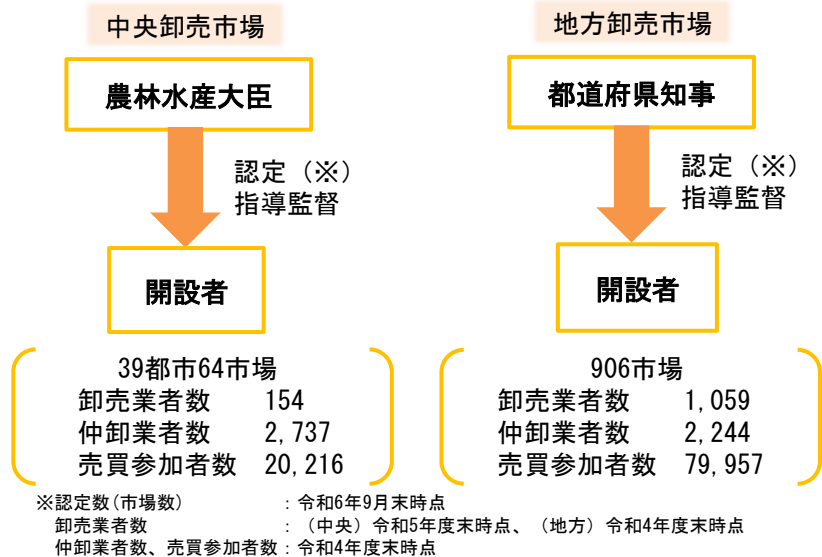 中央卸売市場
農林水産大臣
認定（※）
指導監督
開設者
39都市64市場
卸売業者数 154
仲卸業者数 2,737
売買参加者数 20,216
地方卸売市場
都道府県知事
認定（※）
指導監督
開設者
906市場
卸売業者数 1,059
仲卸業者数 2,244
売買参加者数 79,957
※認定数(市場数) ：令和6年9月末時点
卸売業者数 ：（中央）令和5年度末時点、（地方）令和4年度末時点
仲卸業者数、売買参加者数：令和4年度末時点